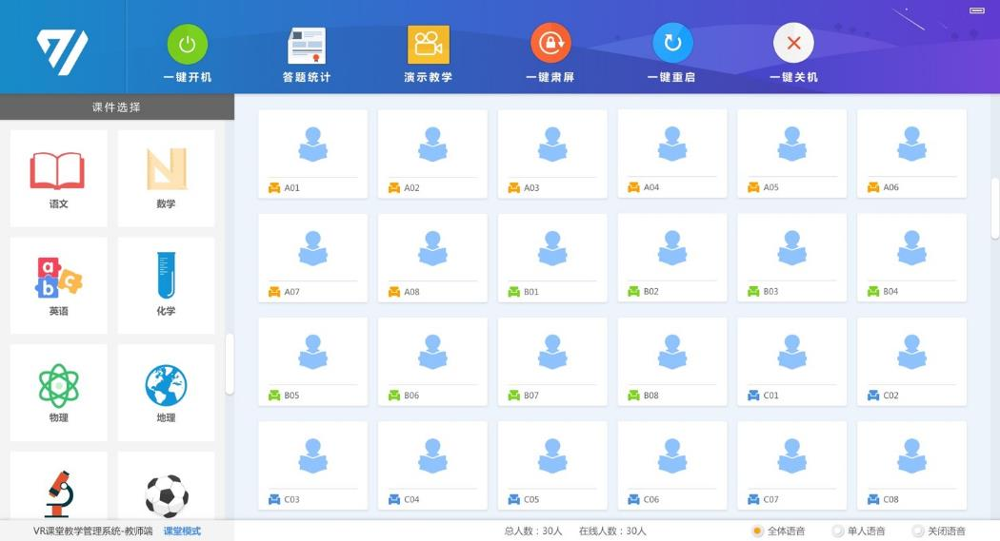 一键开机 答题统计 演示教学 一键肃屏 一键重启 一键关机
课件选择
语文 数学
英语 化学
物理 地理
A01 A02 A03 A04 A05 A06
A07 A08 B01 B02 B03 B04
B05 B06 B07 B08 C01 C02
C03 C04 C05 C06 C07 C08
VR课堂教学管理系统-教师端 课堂模式 总人数：30人 在线人数：30人 全体语音 单人语音 关闭语音